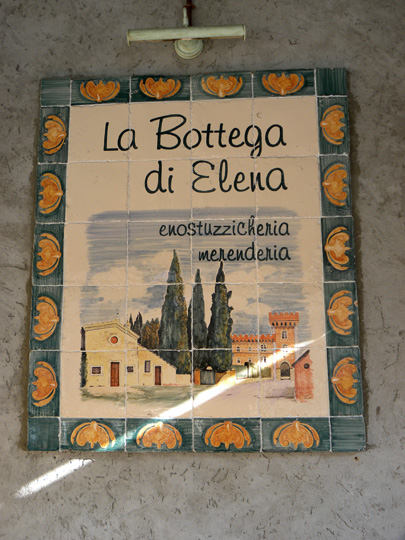 La Bottega
di Elena
enostuzzicheria
merenderia